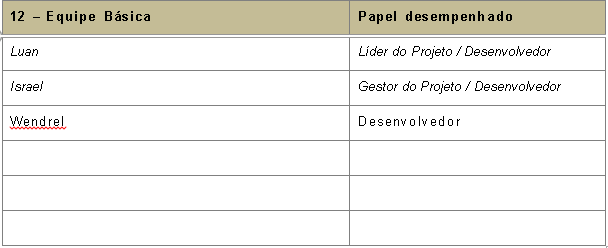 12 – Equipe Básica Papel desempenhado
Luan Líder do Projeto / Desenvolvedor
Israel Gestor do Projeto / Desenvolvedor
Wendrel Desenvolvedor